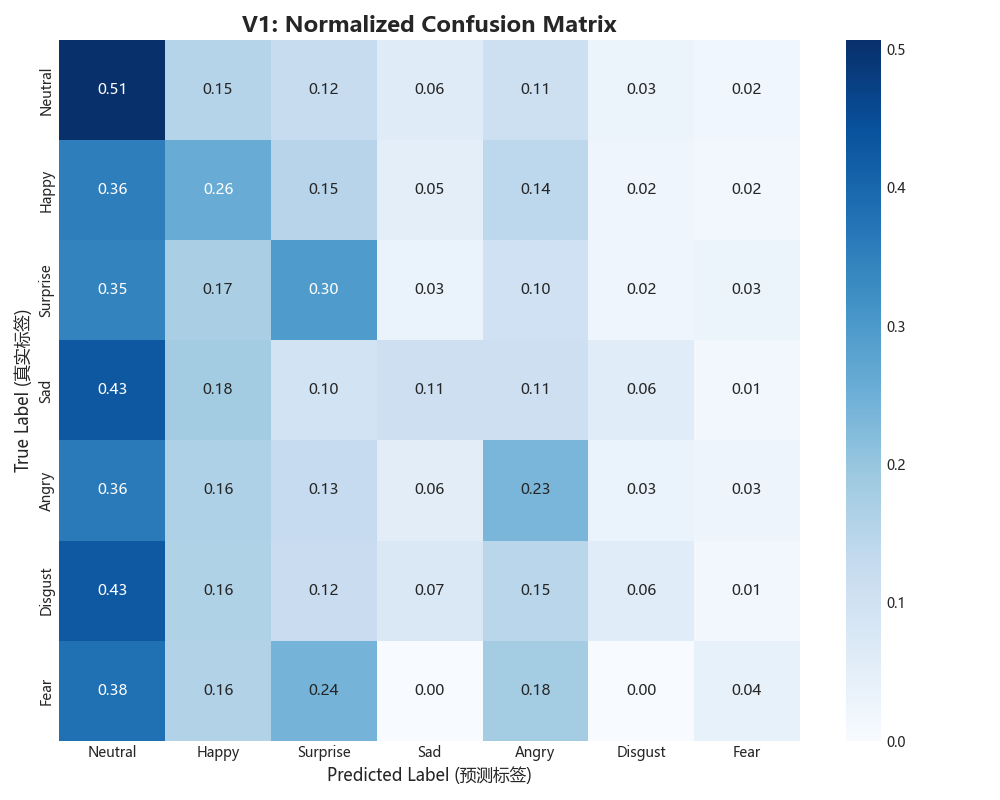 V1: Normalized Confusion Matrix
True Label (真实标签)
Neutral 0.51 0.15 0.12 0.06 0.11 0.03 0.02
Happy 0.36 0.26 0.15 0.05 0.14 0.02 0.02
Surprise 0.35 0.17 0.30 0.03 0.10 0.02 0.03
Sad 0.43 0.18 0.10 0.11 0.11 0.06 0.01
Angry 0.36 0.16 0.13 0.06 0.23 0.03 0.03
Disgust 0.43 0.16 0.12 0.07 0.15 0.06 0.01
Fear 0.38 0.16 0.24 0.00 0.18 0.00 0.04
Neutral Happy Surprise Sad Angry Disgust Fear
Predicted Label (预测标签)
0.5
0.4
0.3
0.2
0.1
0.0